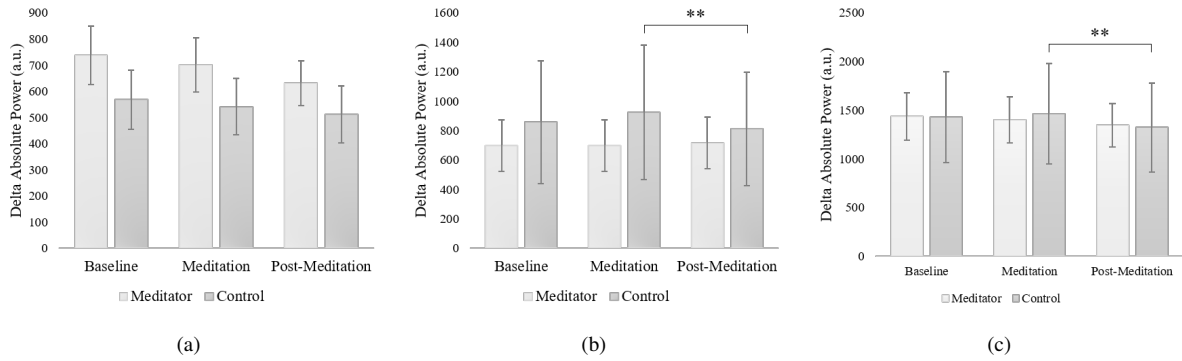 Delta Absolute Power (a.u.)
900
800
700
600
500
400
300
200
100
0
Baseline Meditation Post-Meditation
Meditator Control
(a)
Delta Absolute Power (a.u.)
1600
1400
1200
1000
800
600
400
200
0
**
Baseline Meditation Post-Meditation
Meditator Control
(b)
Delta Absolute Power (a.u.)
2500
2000
1500
1000
500
0
**
Baseline Meditation Post-Meditation
Meditator Control
(c)